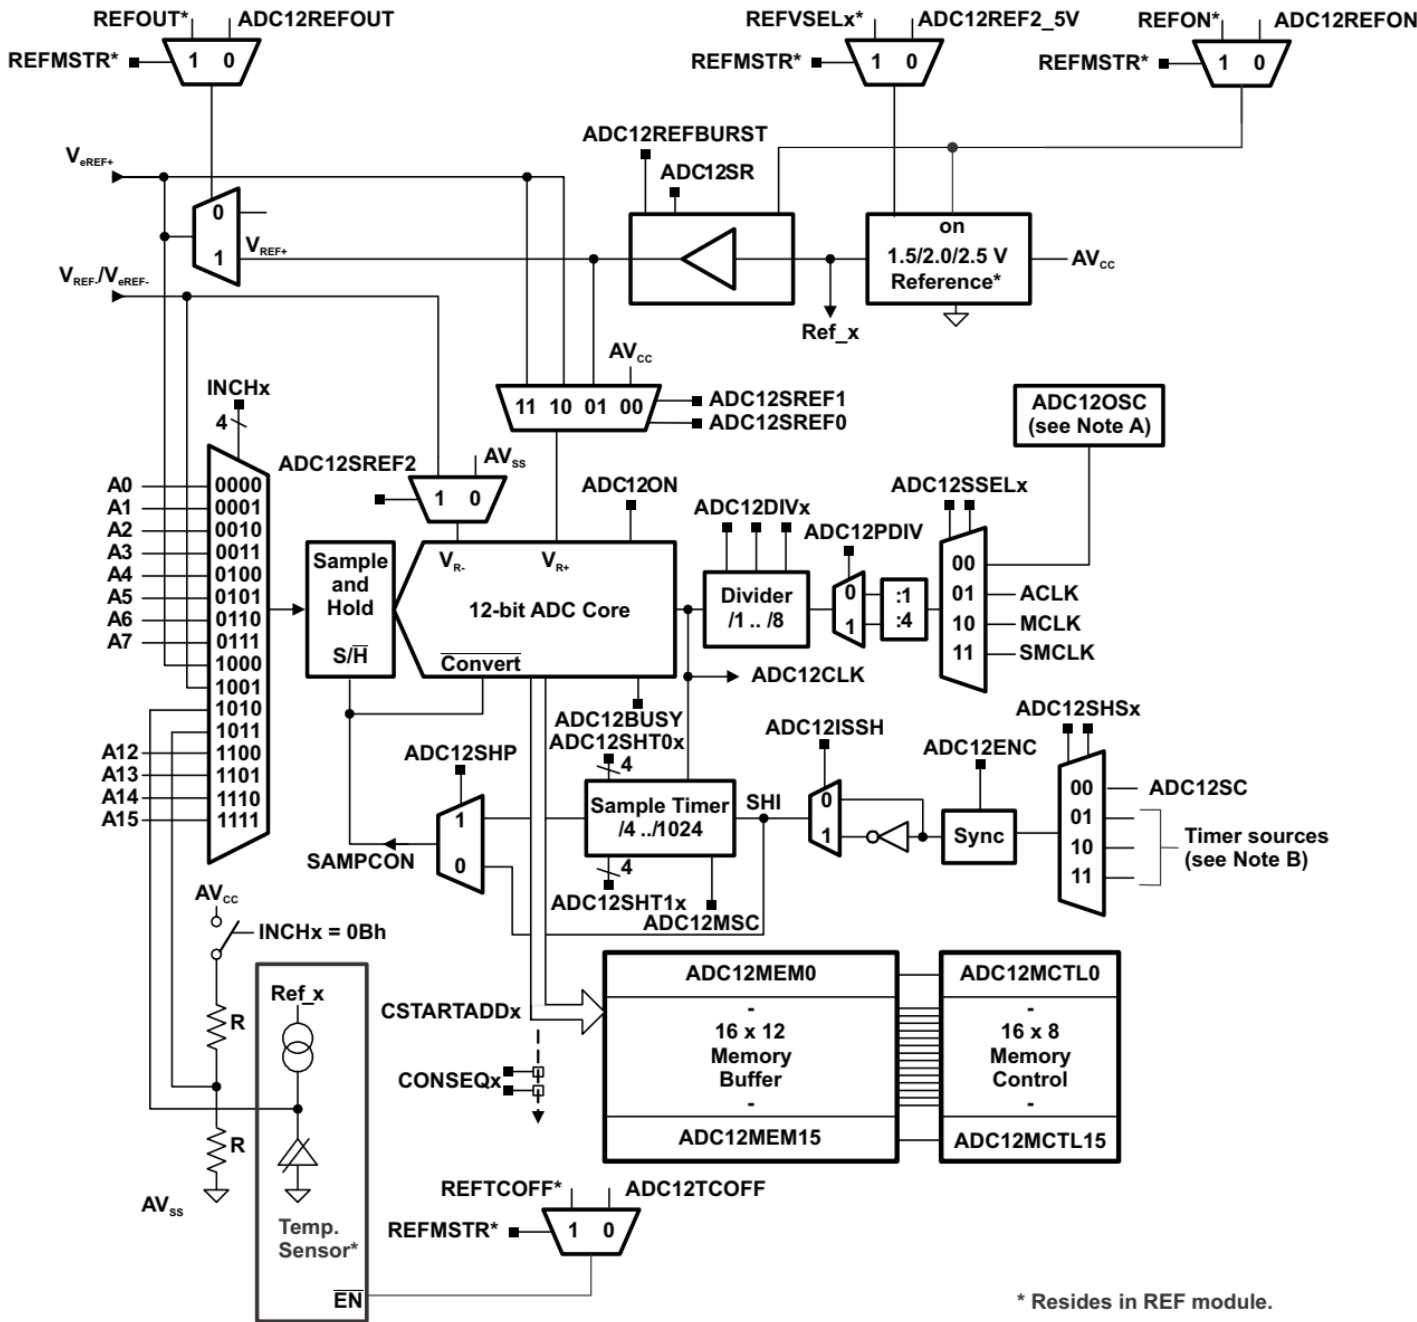 REFOUT* ADC12REFOUT
REFMSTR* 1 0
REFVSELx* ADC12REF2_5V
REFMSTR* 1 0
REFON* ADC12REFON
REFMSTR* 1 0
ADC12REFBURST
ADC12SR
VeREF+
0
1
VREF+
VREF-/VeREF-
on
1.5/2.0/2.5 V
Reference*
AVCC
Ref_x
AVCC
11 10 01 00
ADC12SREF1
ADC12SREF0
INCHx
4
ADC12SREF2
AVSS
1 0
ADC12ON
ADC12DIVx
ADC12PDIV
ADC12SSELx
ADC12OSC
(see Note A)
A0 0000
A1 0001
A2 0010
A3 0011
A4 0100
A5 0101
A6 0110
A7 0111
1000
1001
1010
1011
A12 1100
A13 1101
A14 1110
A15 1111
Sample
and
Hold
S/H
VR- VR+
12-bit ADC Core
Convert
Divider
/1 .. /8
0
1
:1
:4
00
01 ACLK
10 MCLK
11 SMCLK
ADC12CLK
ADC12BUSY
ADC12SHT0x
4
ADC12SHP
1
0
SAMPCON
Sample Timer
/4 ../1024
SHI
4
ADC12SHT1x
ADC12MSC
ADC12ISSH
0
1
ADC12ENC
Sync
ADC12SHSx
00 ADC12SC
01
10
11
Timer sources
(see Note B)
AVCC
INCHx = 0Bh
R
R
AVSS
Ref_x
Temp.
Sensor*
EN
CSTARTADDx
CONSEQx
ADC12MEM0
-
16 x 12
Memory
Buffer
-
ADC12MEM15
ADC12MCTL0
-
16 x 8
Memory
Control
-
ADC12MCTL15
REFTCOFF* ADC12TCOFF
REFMSTR* 1 0
* Resides in REF module.